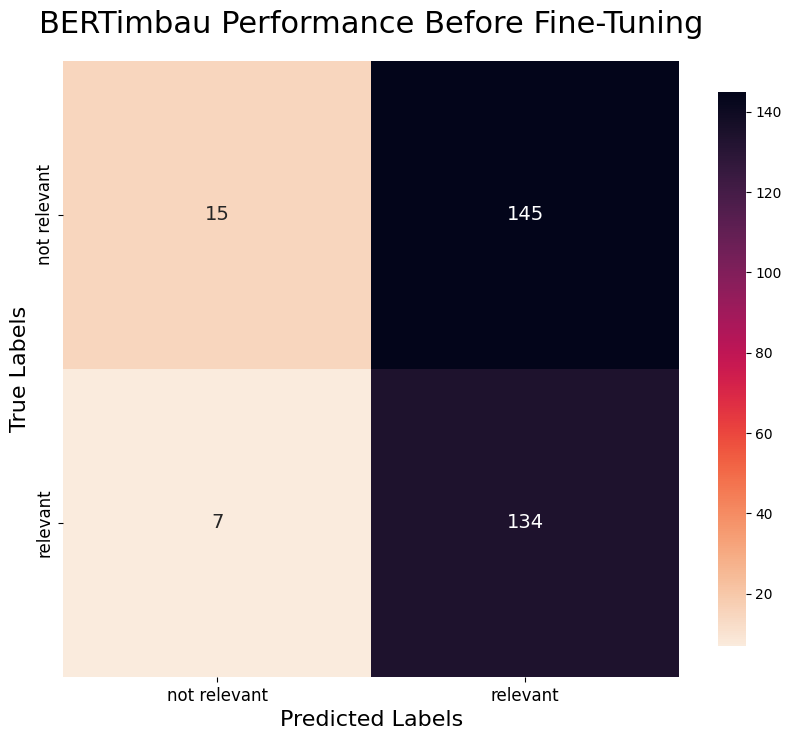 BERTimbau Performance Before Fine-Tuning
True Labels
not relevant
relevant
15
145
7
134
not relevant
relevant
Predicted Labels
140
120
100
80
60
40
20